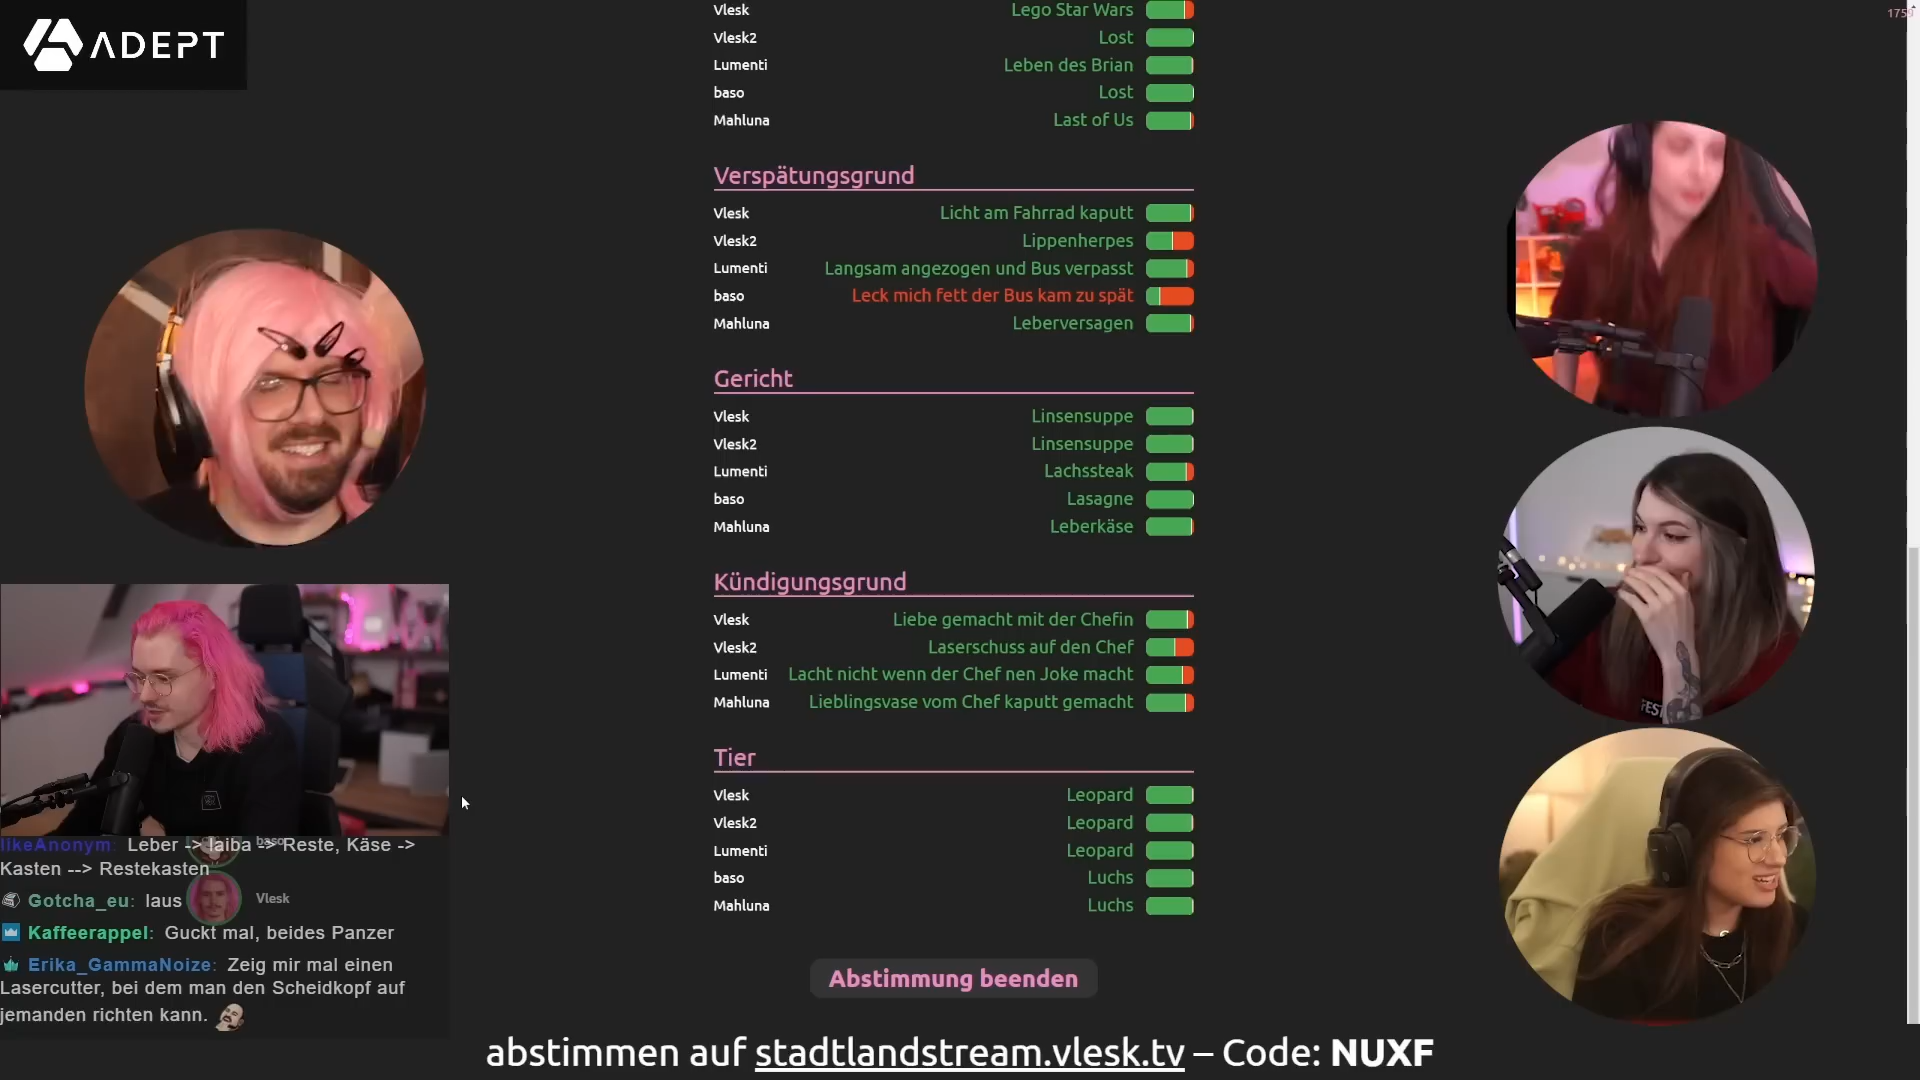 ADEPT
Vlesk Lego Star Wars
Vlesk2 Lost
Lumenti Leben des Brian
baso Lost
Mahluna Last of Us
Verspätungsgrund
Vlesk Licht am Fahrrad kaputt
Vlesk2 Lippenherpes
Lumenti Langsam angezogen und Bus verpasst
baso Leck mich fett der Bus kam zu spät
Mahluna Leberversagen
Gericht
Vlesk Linsensuppe
Vlesk2 Linsensuppe
Lumenti Lachssteak
baso Lasagne
Mahluna Leberkäse
Kündigungsgrund
Vlesk Liebe gemacht mit der Chefin
Vlesk2 Laserschuss auf den Chef
Lumenti Lacht nicht wenn der Chef nen Joke macht
Mahluna Lieblingsvase vom Chef kaputt gemacht
Tier
Vlesk Leopard
Vlesk2 Leopard
Lumenti Leopard
baso Luchs
Mahluna Luchs
Abstimmung beenden
abstimmen auf stadtlandstream.vlesk.tv – Code: NUXF
likeAnonym: Leber -> laiba -> Reste, Käse ->
Kasten --> Restekasten
baso
Gotcha_eu: laus
Vlesk
Kaffeerappel: Guckt mal, beides Panzer
Erika_GammaNoize: Zeig mir mal einen
Lasercutter, bei dem man den Scheidkopf auf
jemanden richten kann.
FEST